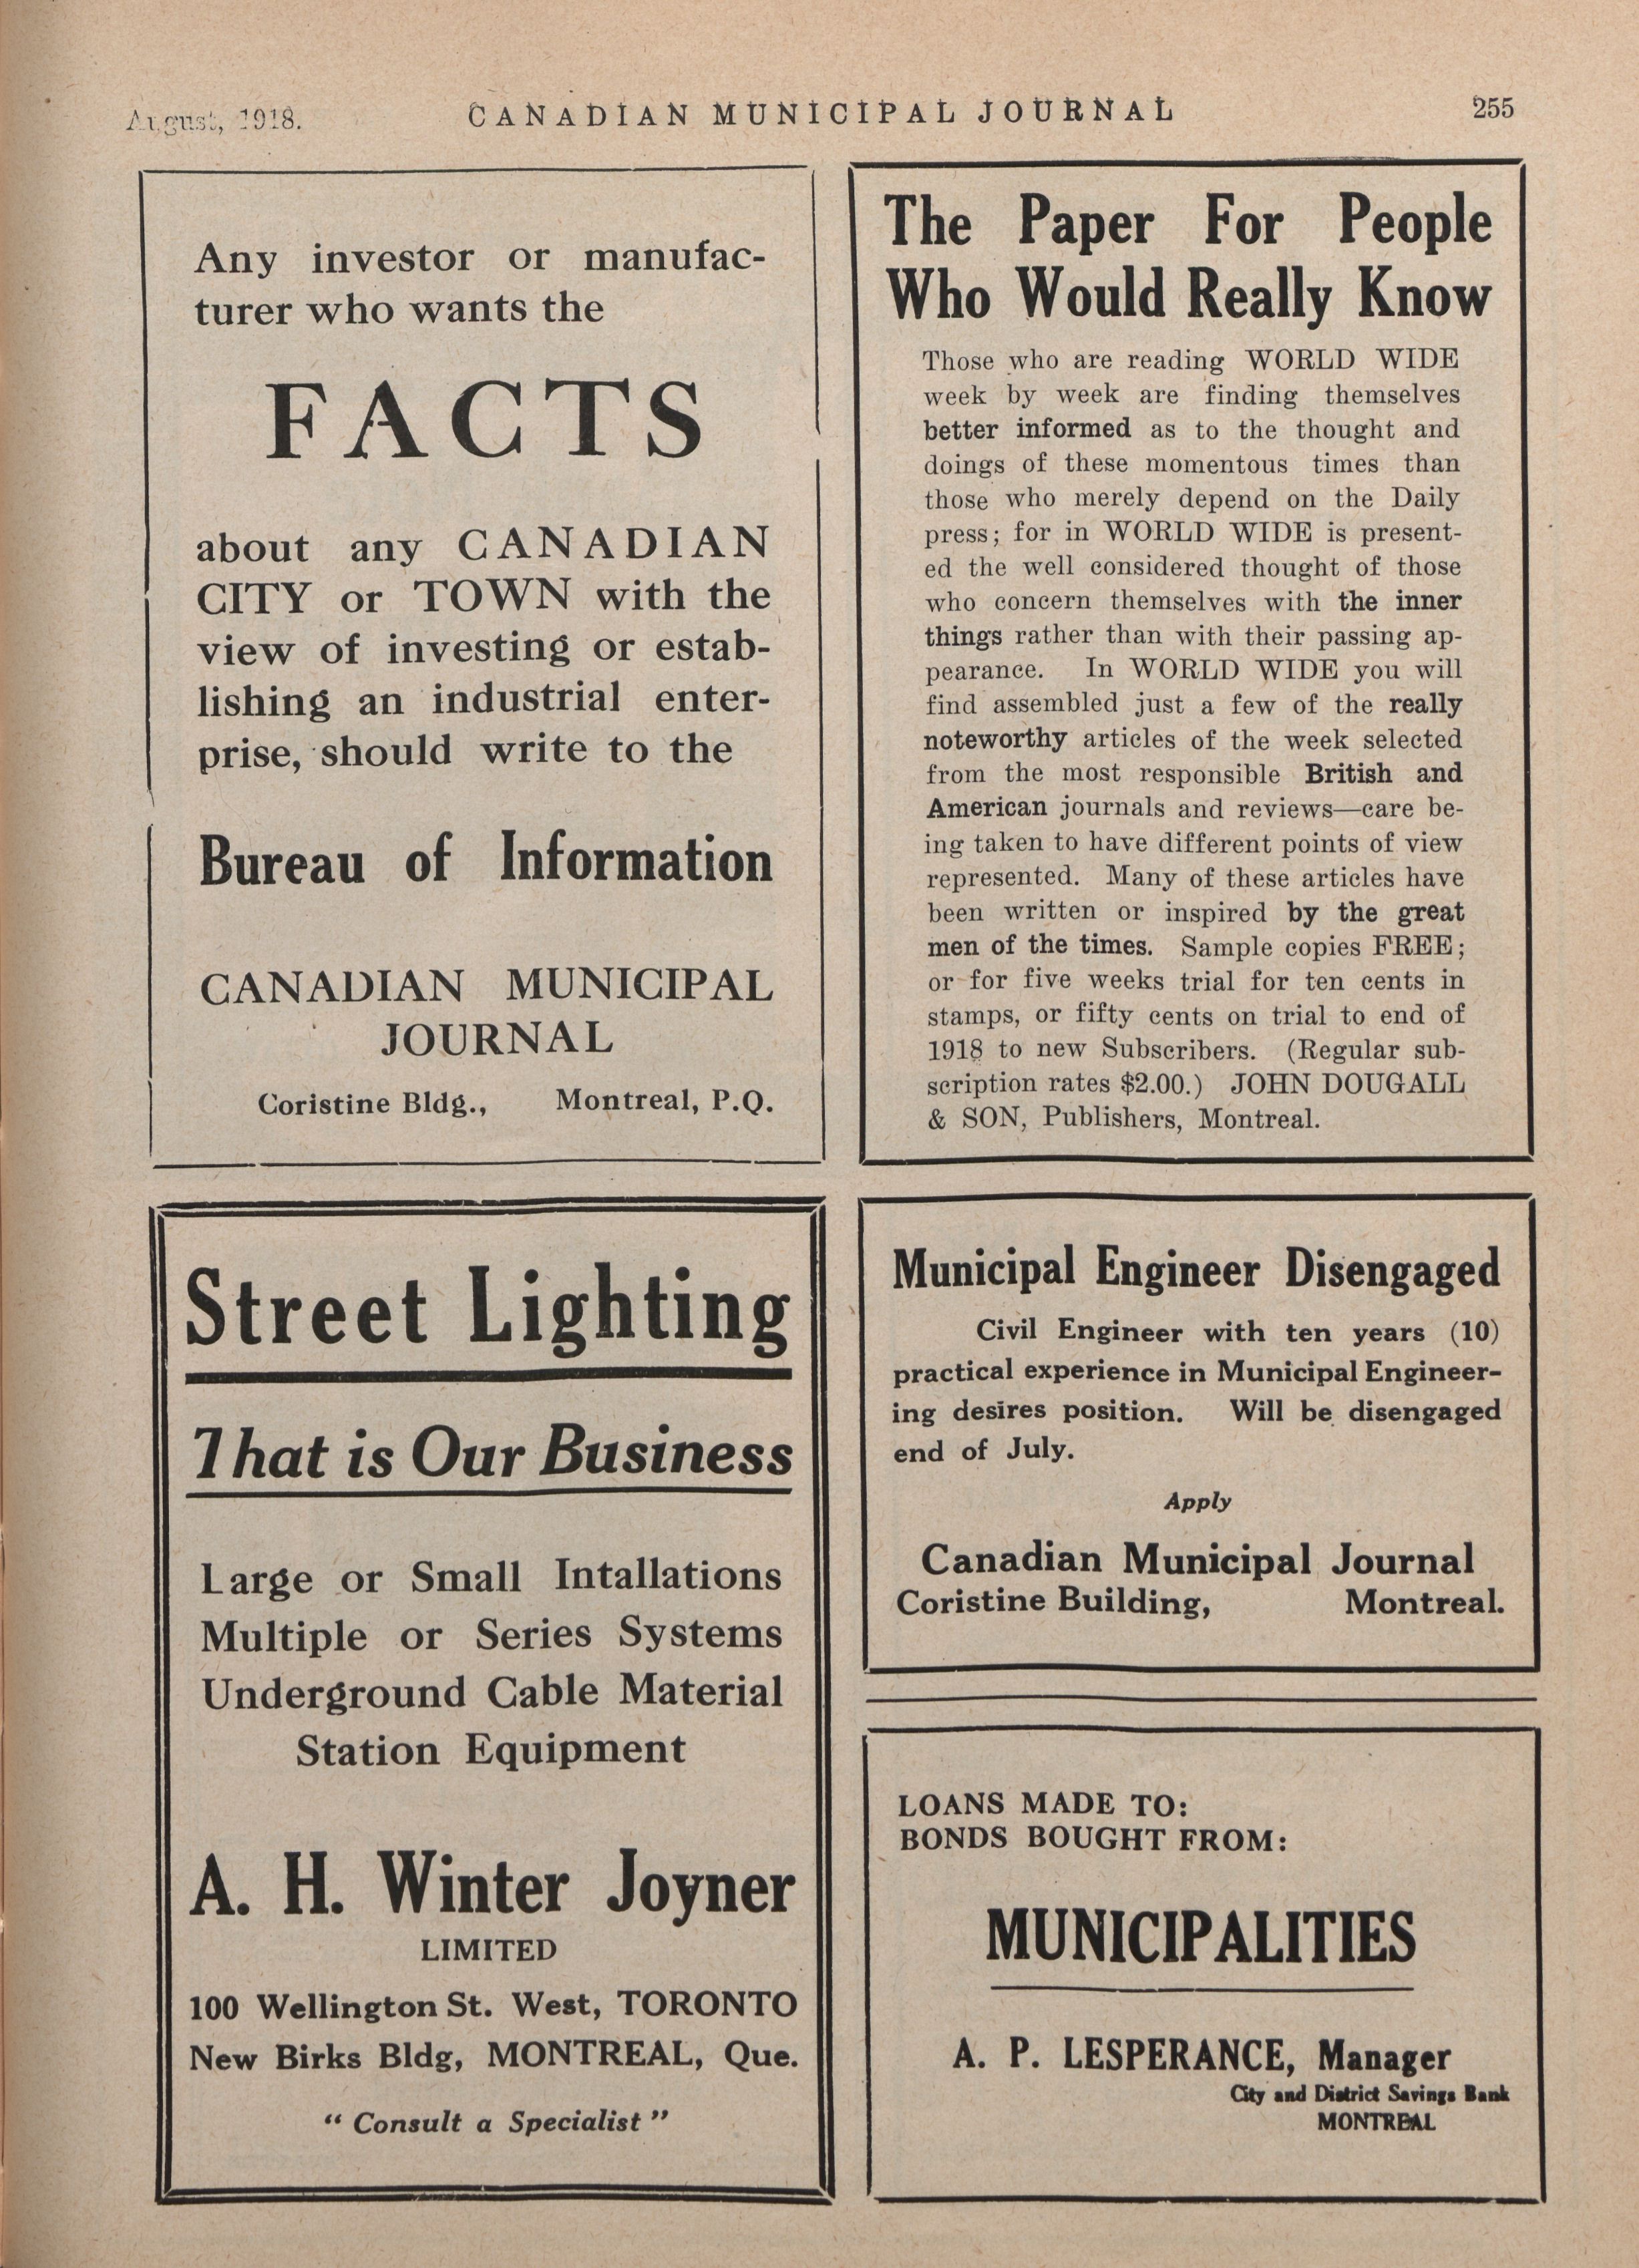 August, 1918.
CANADIAN MUNICIPAL JOURNAL
255
Any investor or manufac-
turer who wants the
FACTS
about any CANADIAN
CITY or TOWN with the
view of investing or estab-
lishing an industrial enter-
prise, should write to the
Bureau of Information
CANADIAN MUNICIPAL
JOURNAL
Coristine Bldg., Montreal, P.Q.
The Paper For People
Who Would Really Know
Those who are reading WORLD WIDE
week by week are finding themselves
better informed as to the thought and
doings of these momentous times than
those who merely depend on the Daily
press; for in WORLD WIDE is present-
ed the well considered thought of those
who concern themselves with the inner
things rather than with their passing ap-
pearance. In WORLD WIDE you will
find assembled just a few of the really
noteworthy articles of the week selected
from the most responsible British and
American journals and reviews—care be-
ing taken to have different points of view
represented. Many of these articles have
been written or inspired by the great
men of the times. Sample copies FREE;
or for five weeks trial for ten cents in
stamps, or fifty cents on trial to end of
1918 to new Subscribers. (Regular sub-
scription rates $2.00.) JOHN DOUGALL
& SON, Publishers, Montreal.
Street Lighting
That is Our Business
Large or Small Intallations
Multiple or Series Systems
Underground Cable Material
Station Equipment
A. H. Winter Joyner
LIMITED
100 Wellington St. West, TORONTO
New Birks Bldg, MONTREAL, Que.
"Consult a Specialist"
Municipal Engineer Disengaged
Civil Engineer with ten years (10)
practical experience in Municipal Engineer-
ing desires position. Will be disengaged
end of July.
Apply
Canadian Municipal Journal
Coristine Building, Montreal.
LOANS MADE TO:
BONDS BOUGHT FROM:
MUNICIPALITIES
A. P. LESPERANCE, Manager
City and District Savings Bank
MONTREAL